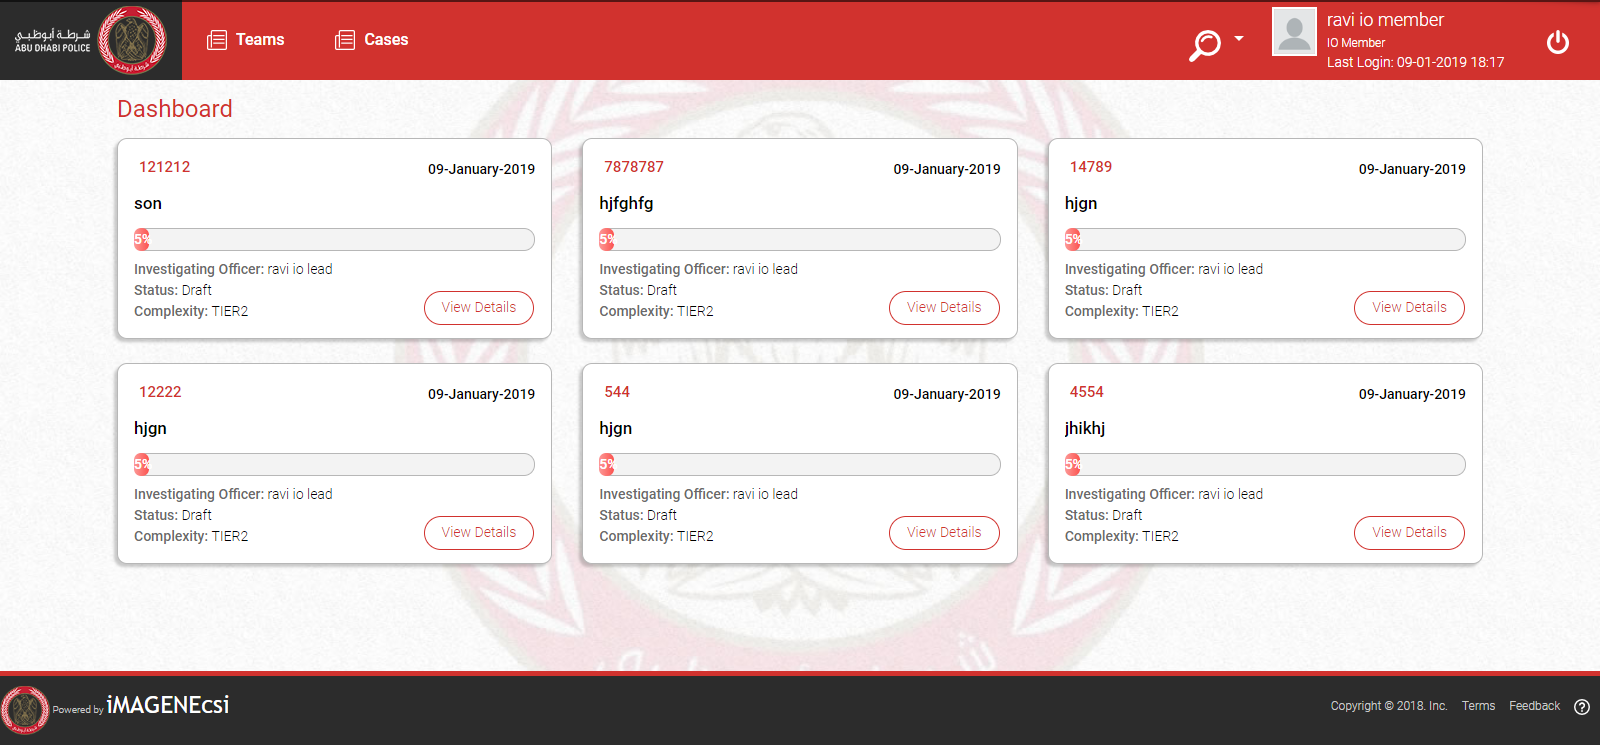 شرطة أبوظبي
ABU DHABI POLICE
Teams
Cases
ravi io member
IO Member
Last Login: 09-01-2019 18:17
Dashboard
121212
09-January-2019
son
5%
Investigating Officer: ravi io lead
Status: Draft
Complexity: TIER2
View Details
7878787
09-January-2019
hjfghfg
5%
Investigating Officer: ravi io lead
Status: Draft
Complexity: TIER2
View Details
14789
09-January-2019
hjgn
5%
Investigating Officer: ravi io lead
Status: Draft
Complexity: TIER2
View Details
12222
09-January-2019
hjgn
5%
Investigating Officer: ravi io lead
Status: Draft
Complexity: TIER2
View Details
544
09-January-2019
hjgn
5%
Investigating Officer: ravi io lead
Status: Draft
Complexity: TIER2
View Details
4554
09-January-2019
jhikhj
5%
Investigating Officer: ravi io lead
Status: Draft
Complexity: TIER2
View Details
Powered by iMAGENEcsi
Copyright © 2018. Inc.
Terms
Feedback